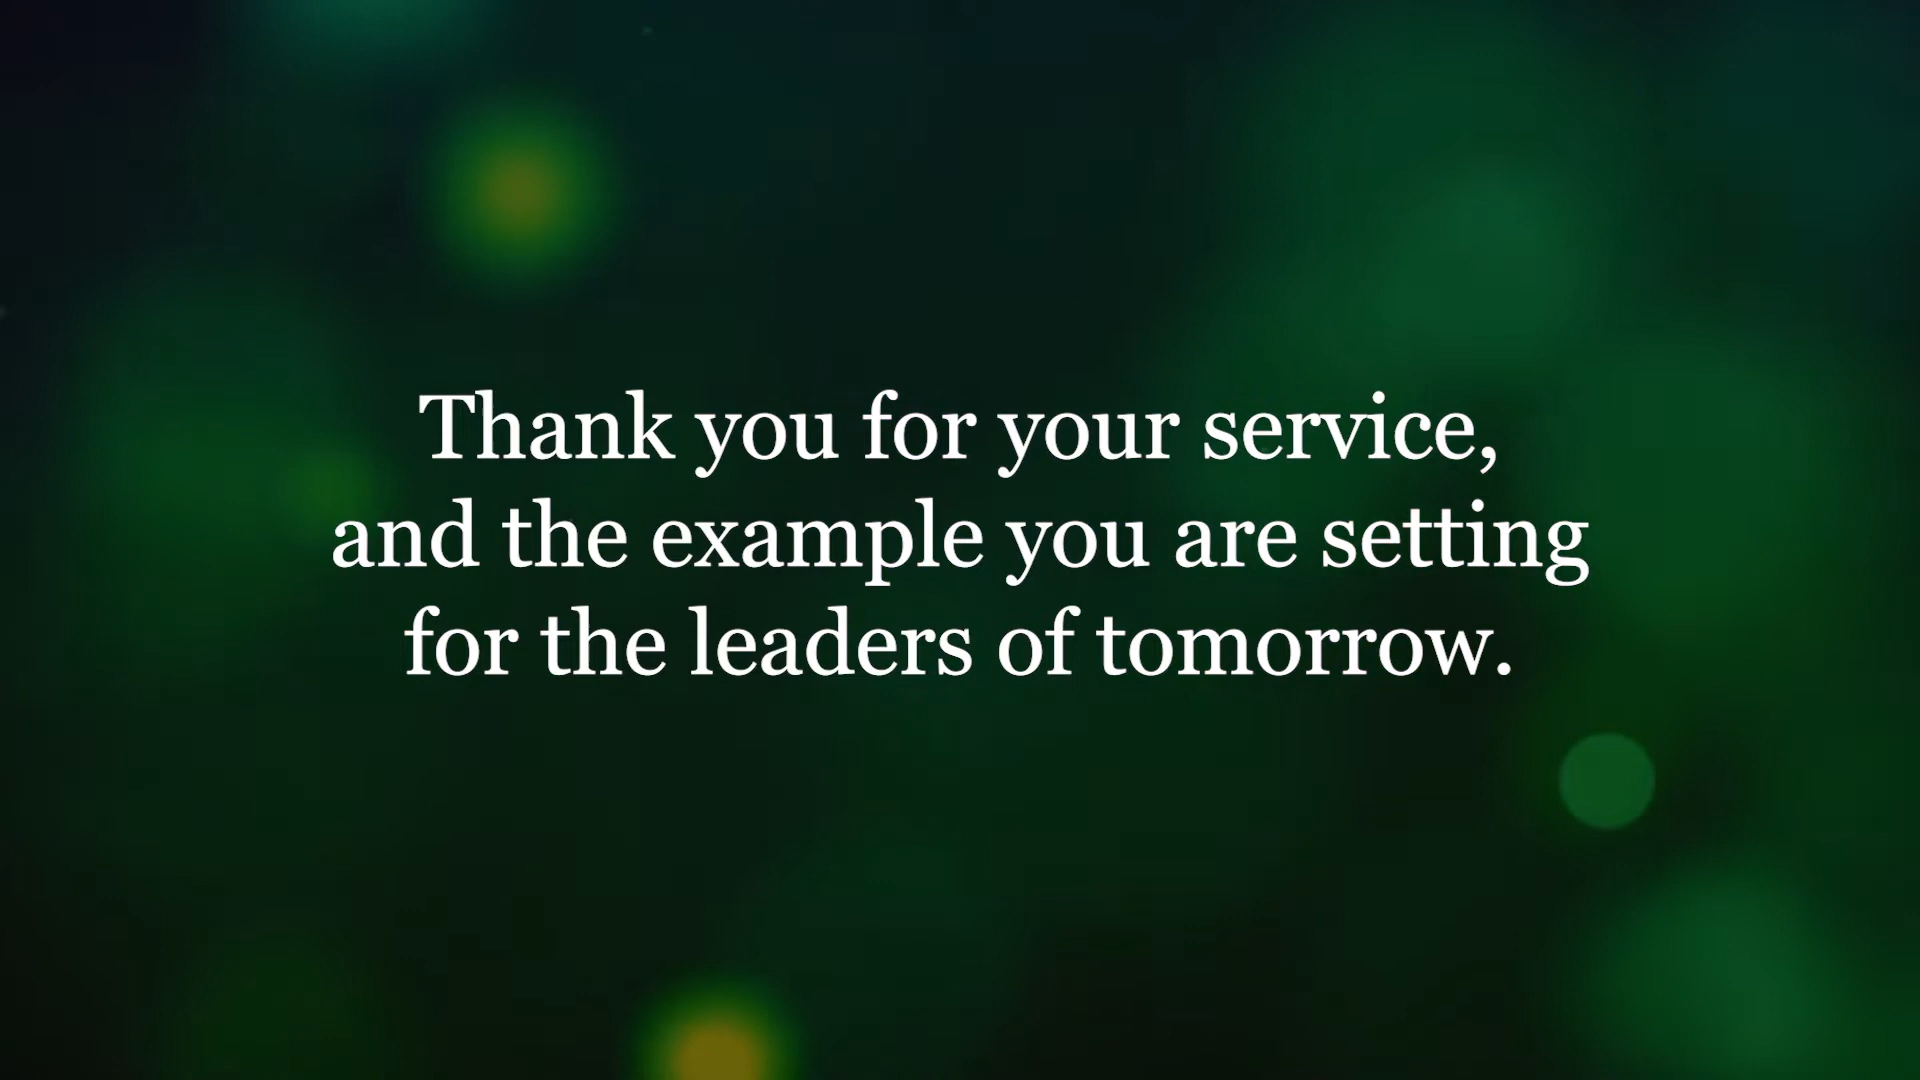 Thank you for your service,
and the example you are setting
for the leaders of tomorrow.